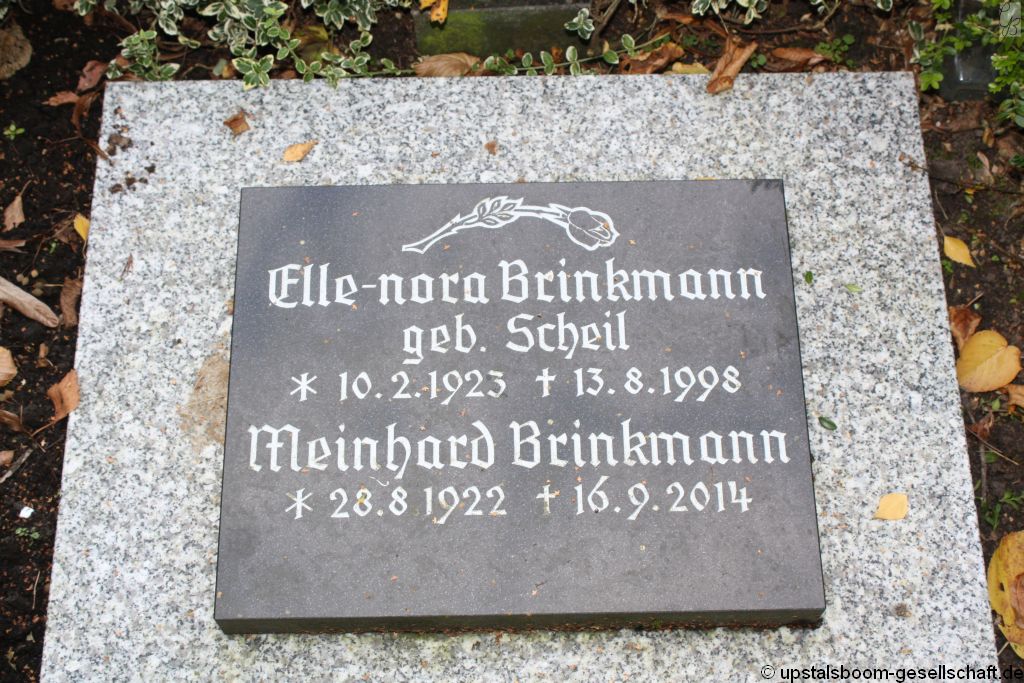 Elle-nora Brinkmann
geb. Scheil
* 10.2.1923 † 13.8.1998
Meinhard Brinkmann
* 28.8 1922 † 16.9.2014
© upstalsboom-gesellschaft.de